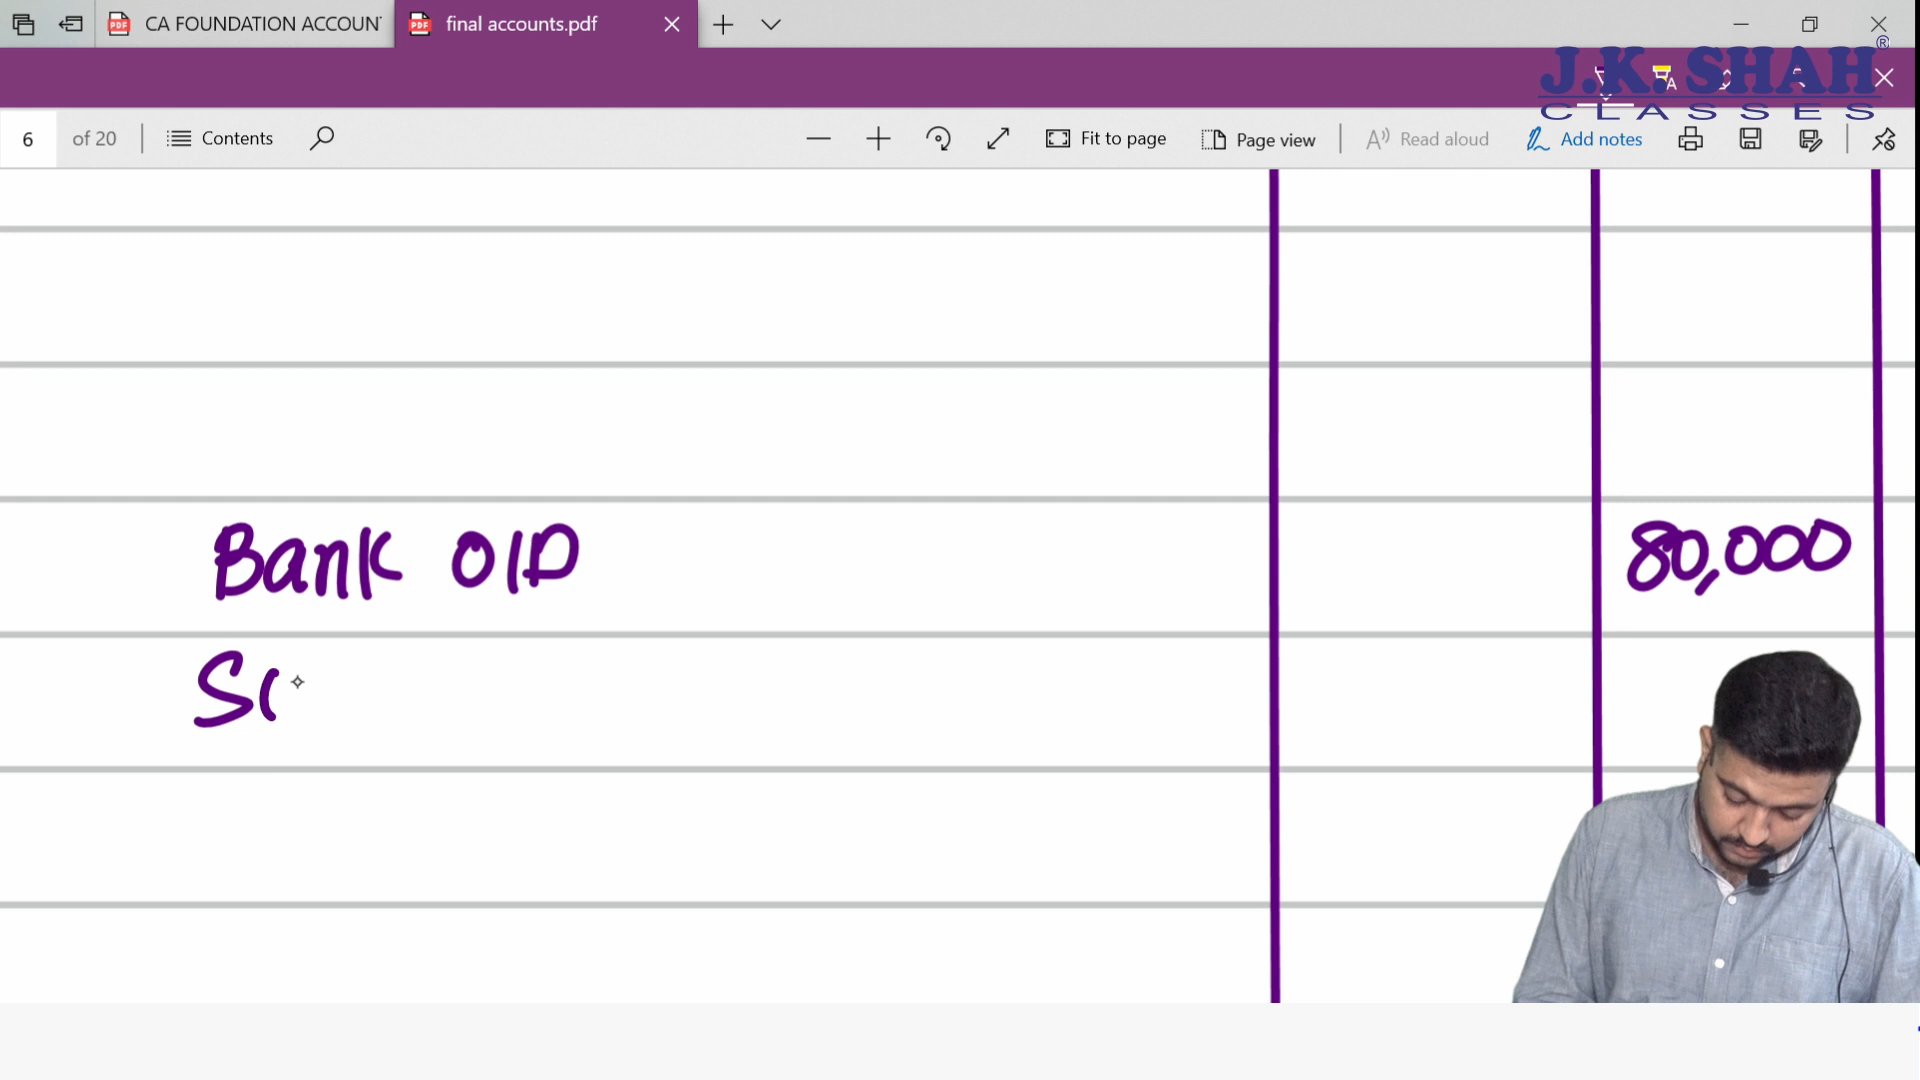 CA FOUNDATION ACCOUN
final accounts.pdf
J.K. SHAH ®
CLASSES
6 of 20 Contents Fit to page Page view Read aloud Add notes
Bank O/D 80,000
S(